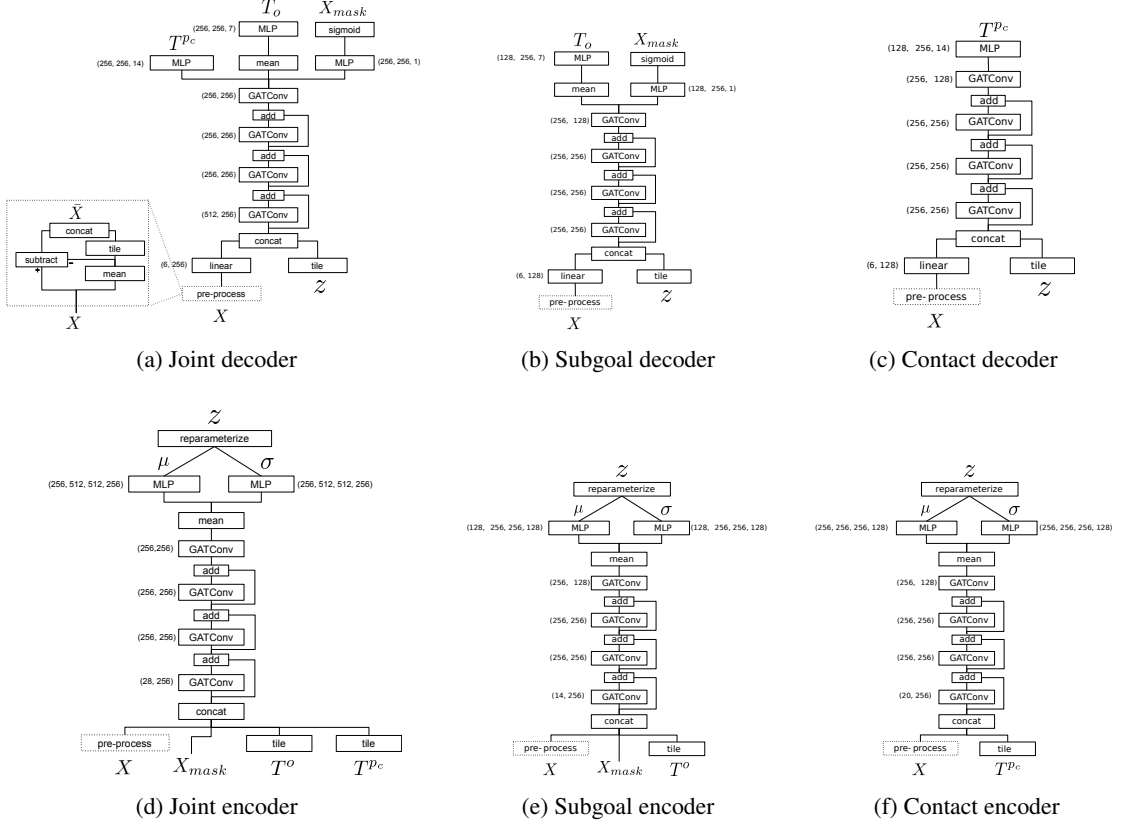 T_o X_{mask}
(256, 256, 7) MLP sigmoid
T^{p_c}
(256, 256, 14) MLP mean MLP (256, 256, 1)
(256, 256) GATConv
add
(256, 256) GATConv
add
(256, 256) GATConv
add
(512, 256) GATConv
concat
(6, 256) linear tile
z
pre-process
X
X̄
concat
tile
subtract
+ -
mean
X
(a) Joint decoder
T_o X_{mask}
(128, 256, 7) MLP sigmoid
mean MLP (128, 256, 1)
(256, 128) GATConv
add
(256, 256) GATConv
add
(256, 256) GATConv
add
(256, 256) GATConv
concat
(6, 128) linear tile
z
pre-process
X
(b) Subgoal decoder
T^{p_c}
(128, 256, 14) MLP
(256, 128) GATConv
add
(256, 256) GATConv
add
(256, 256) GATConv
add
(256, 256) GATConv
concat
(6, 128) linear tile
z
pre-process
X
(c) Contact decoder
z
reparameterize
μ σ
(256, 512, 512, 256) MLP MLP (256, 512, 512, 256)
mean
(256,256) GATConv
add
(256, 256) GATConv
add
(256, 256) GATConv
add
(28, 256) GATConv
concat
pre-process tile tile
X X_{mask} T^o T^{p_c}
(d) Joint encoder
z
reparameterize
μ σ
(128, 256, 256, 128) MLP MLP (128, 256, 256, 128)
mean
(256, 128) GATConv
add
(256, 256) GATConv
add
(256, 256) GATConv
add
(14, 256) GATConv
concat
pre-process tile
X X_{mask} T^o
(e) Subgoal encoder
z
reparameterize
μ σ
(256, 256, 256, 128) MLP MLP (256, 256, 256, 128)
mean
(256, 128) GATConv
add
(256, 256) GATConv
add
(256, 256) GATConv
add
(20, 256) GATConv
concat
pre-process tile
X T^{p_c}
(f) Contact encoder